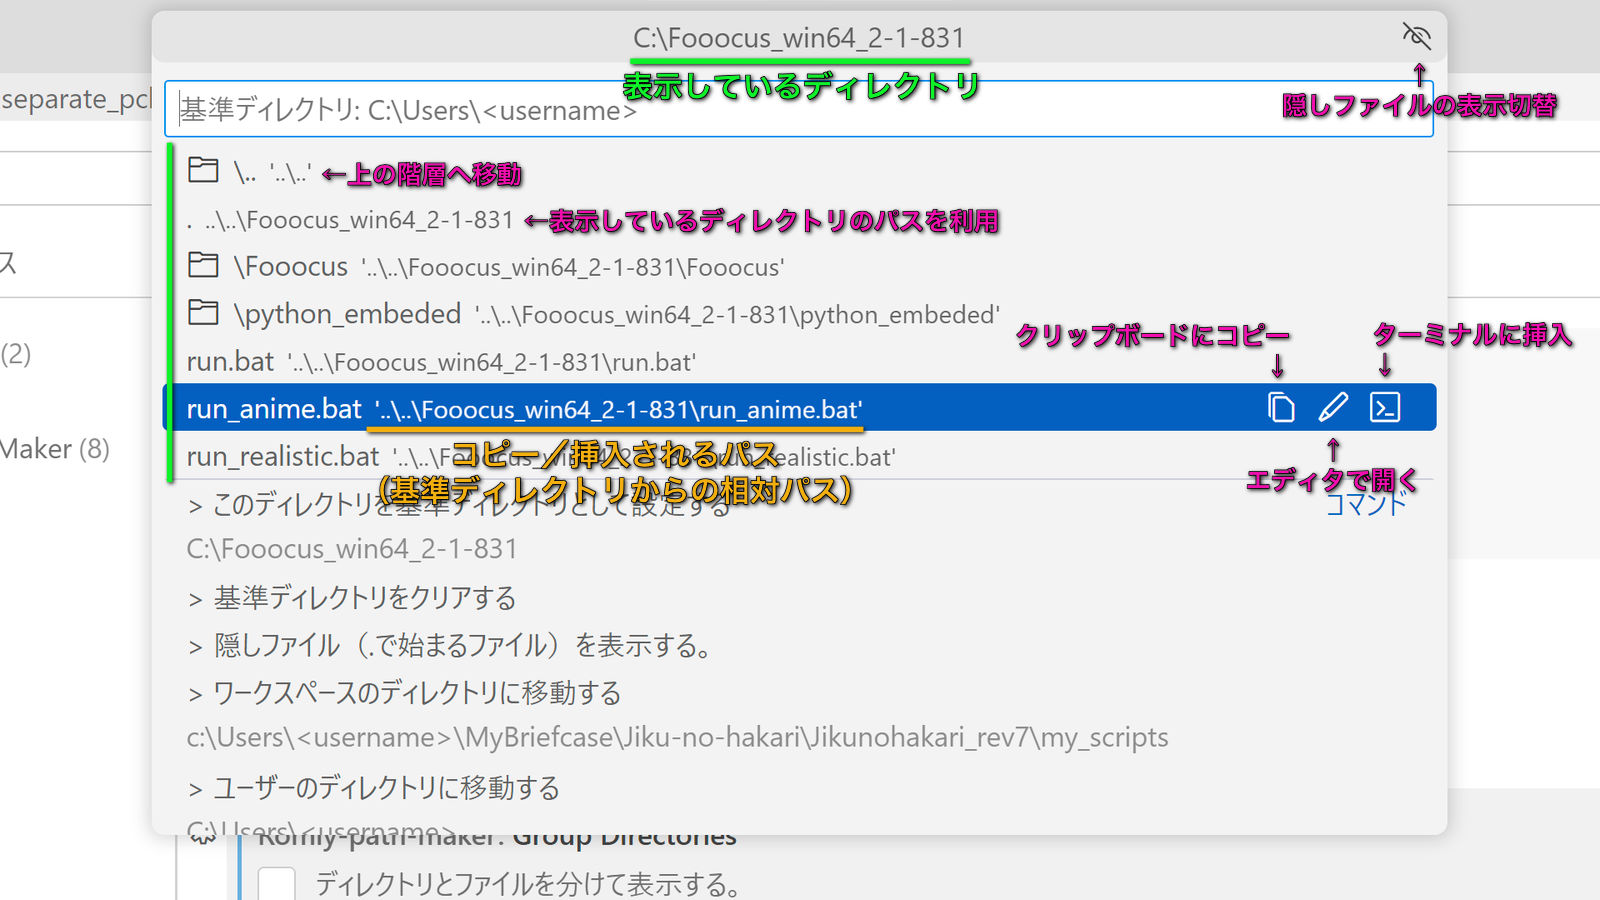 C:\Fooocus_win64_2-1-831
表示しているディレクトリ
separate_pc
基準ディレクトリ: C:\Users\<username>
隠しファイルの表示切替
\.. '..\..' ←上の階層へ移動
. ..\..\Fooocus_win64_2-1-831 ←表示しているディレクトリのパスを利用
ス
\Fooocus '..\..\Fooocus_win64_2-1-831\Fooocus'
\python_embeded '..\..\Fooocus_win64_2-1-831\python_embeded'
クリップボードにコピー
ターミナルに挿入
(2)
run.bat '..\..\Fooocus_win64_2-1-831\run.bat'
run_anime.bat '..\..\Fooocus_win64_2-1-831\run_anime.bat'
Maker (8)
run_realistic.bat '..\..\Fooocus_win64_2-1-831\run_realistic.bat'
コピー／挿入されるパス
（基準ディレクトリからの相対パス）
エディタで開く
> このディレクトリを基準ディレクトリとして設定する
コマンド
C:\Fooocus_win64_2-1-831
> 基準ディレクトリをクリアする
> 隠しファイル（.で始まるファイル）を表示する。
> ワークスペースのディレクトリに移動する
c:\Users\<username>\MyBriefcase\Jiku-no-hakari\Jikunohakari_rev7\my_scripts
> ユーザーのディレクトリに移動する
C:\Users\<username>
Romly-path-maker: Group Directories
ディレクトリとファイルを分けて表示する。